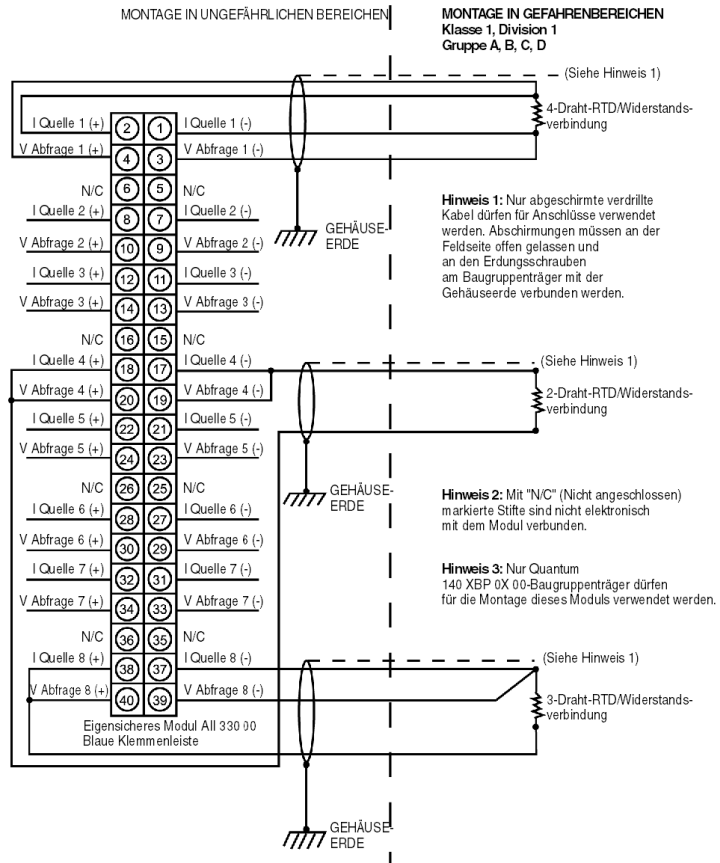 MONTAGE IN UNGEFÄHRLICHEN BEREICHEN
MONTAGE IN GEFAHRENBEREICHEN
Klasse 1, Division 1
Gruppe A, B, C, D
(Siehe Hinweis 1)
4-Draht-RTD/Widerstands-
verbindung
I Quelle 1 (+) 2 1 I Quelle 1 (-)
V Abfrage 1 (+) 4 3 V Abfrage 1 (-)
N/C 6 5 N/C
I Quelle 2 (+) 8 7 I Quelle 2 (-)
V Abfrage 2 (+) 10 9 V Abfrage 2 (-)
I Quelle 3 (+) 12 11 I Quelle 3 (-)
V Abfrage 3 (+) 14 13 V Abfrage 3 (-)
N/C 16 15 N/C
I Quelle 4 (+) 18 17 I Quelle 4 (-)
V Abfrage 4 (+) 20 19 V Abfrage 4 (-)
I Quelle 5 (+) 22 21 I Quelle 5 (-)
V Abfrage 5 (+) 24 23 V Abfrage 5 (-)
N/C 26 25 N/C
I Quelle 6 (+) 28 27 I Quelle 6 (-)
V Abfrage 6 (+) 30 29 V Abfrage 6 (-)
I Quelle 7 (+) 32 31 I Quelle 7 (-)
V Abfrage 7 (+) 34 33 V Abfrage 7 (-)
N/C 36 35 N/C
I Quelle 8 (+) 38 37 I Quelle 8 (-)
V Abfrage 8 (+) 40 39 V Abfrage 8 (-)
Eigensicheres Modul AII 330 00
Blaue Klemmenleiste
GEHÄUSE-
ERDE
Hinweis 1: Nur abgeschirmte verdrillte
Kabel dürfen für Anschlüsse verwendet
werden. Abschirmungen müssen an der
Feldseite offen gelassen und
an den Erdungsschrauben
am Baugruppenträger mit der
Gehäuseerde verbunden werden.
(Siehe Hinweis 1)
2-Draht-RTD/Widerstands-
verbindung
GEHÄUSE-
ERDE
Hinweis 2: Mit "N/C" (Nicht angeschlossen)
markierte Stifte sind nicht elektronisch
mit dem Modul verbunden.
Hinweis 3: Nur Quantum
140 XBP 0X 00-Baugruppenträger dürfen
für die Montage dieses Moduls verwendet werden.
(Siehe Hinweis 1)
3-Draht-RTD/Widerstands-
verbindung
GEHÄUSE-
ERDE